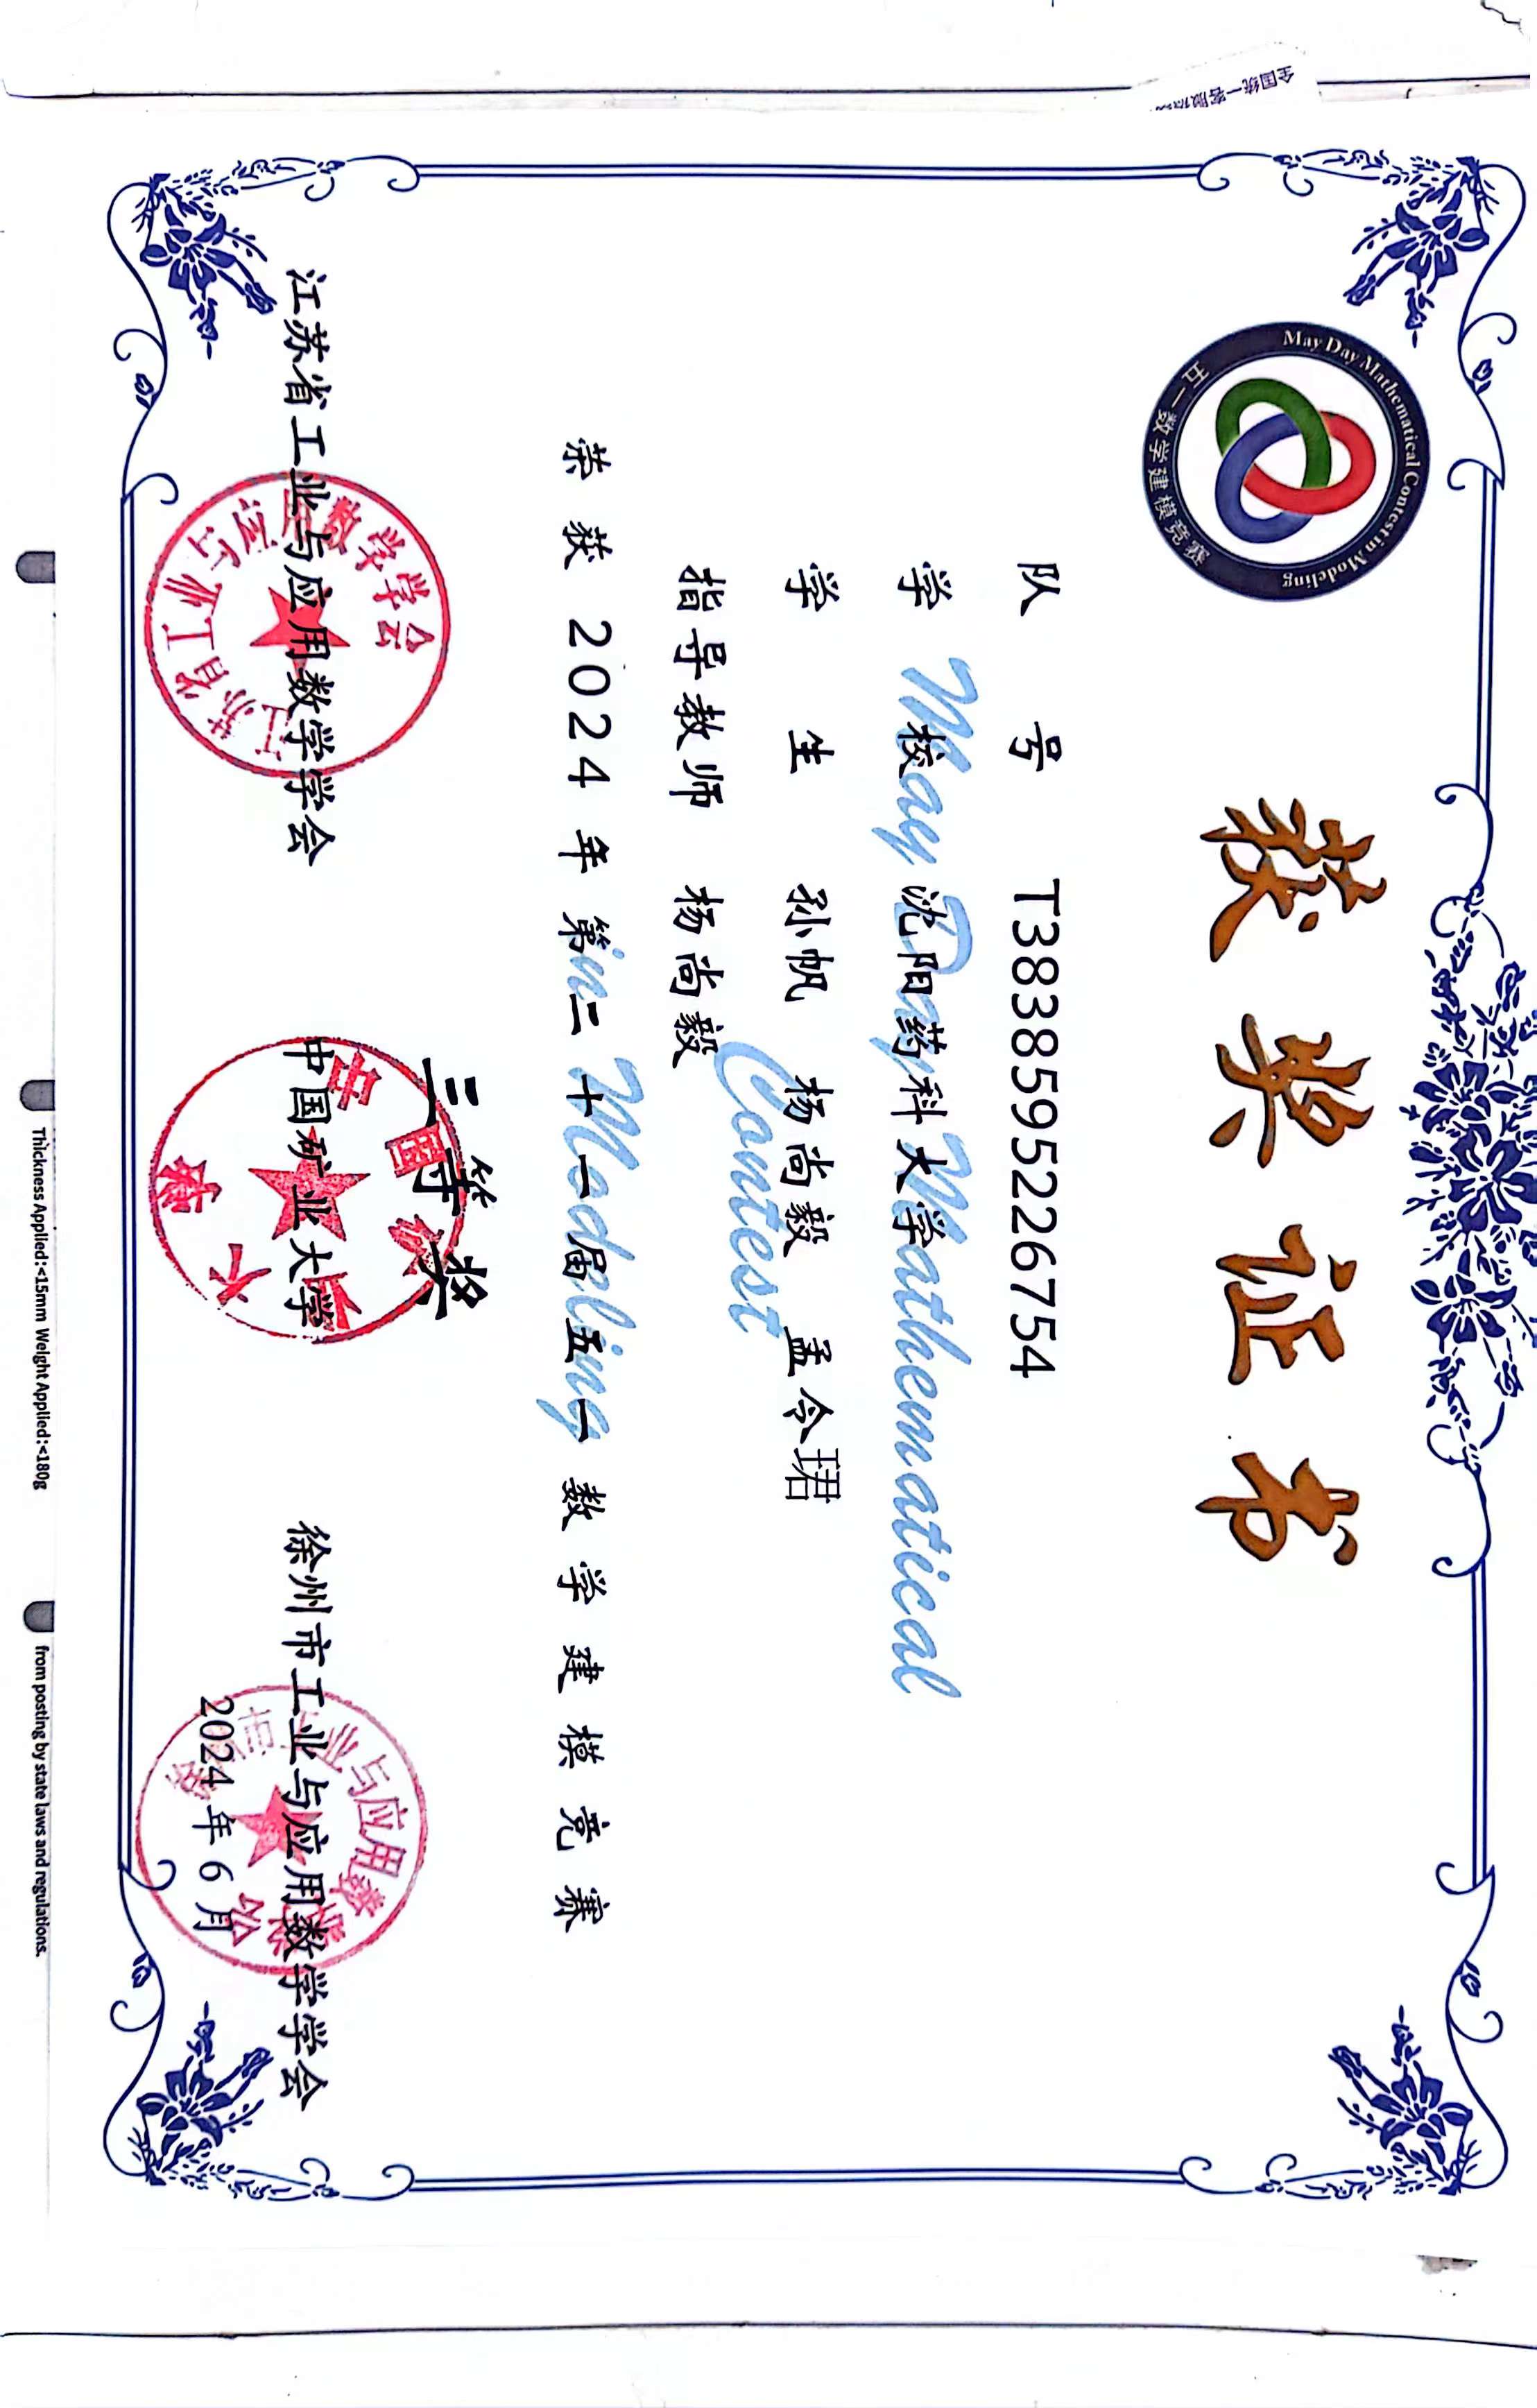 May Day Mathematical Contest in Modeling
五一数学建模竞赛
获奖证书
全国统一客服热线
队号 T3838595226754
学校 沈阳药科大学
May Day Mathematical
学生 孙帆 杨尚毅 孟令珺
Contest
指导教师 杨尚毅
in Modeling
荣获2024年第二十一届五一数学建模竞赛
三等奖
江苏省工业与应用数学学会
中国矿业大学
徐州市工业与应用数学学会
江苏省工业与应用数学学会
中国矿业大学
徐州市工业与应用数学学会
2024年6月
Thickness Applied:<15mm Weight Applied:<180g
from posting by state laws and regulations.